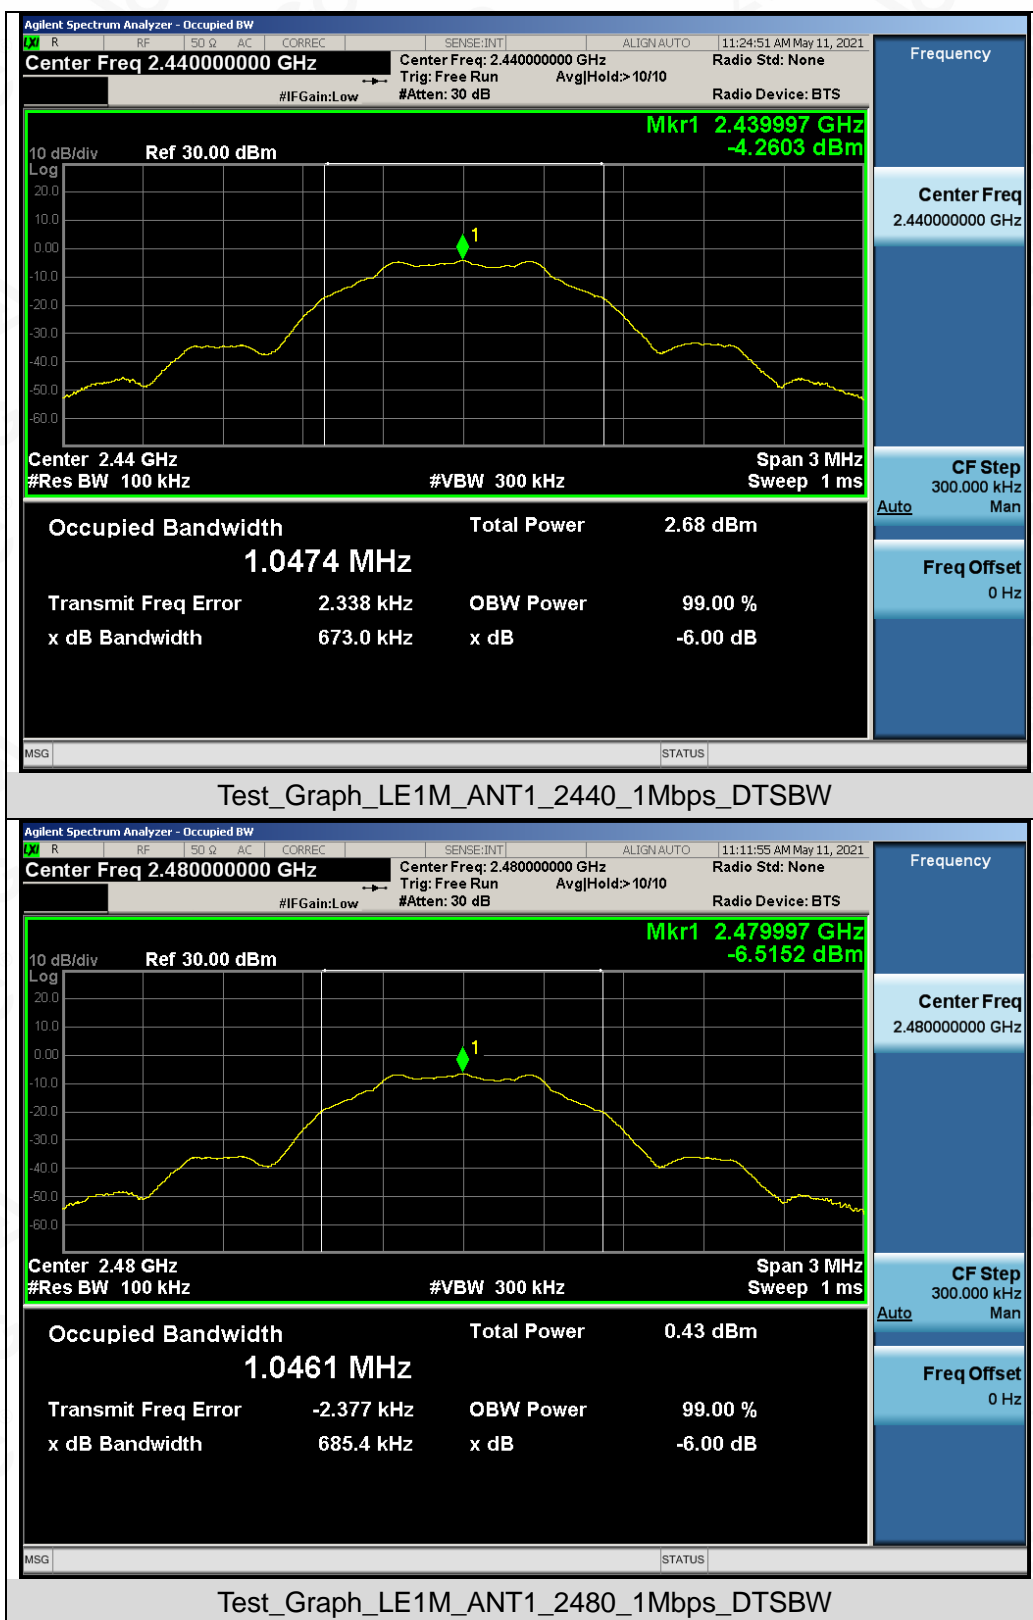 Agilent Spectrum Analyzer - Occupied BW
LXI R RF 50 Ω AC CORREC SENSE:INT ALIGN AUTO 11:24:51 AM May 11, 2021
Center Freq 2.440000000 GHz
Center Freq: 2.440000000 GHz
Radio Std: None
Trig: Free Run Avg|Hold:>10/10
#IFGain:Low #Atten: 30 dB Radio Device: BTS
Frequency
Mkr1 2.439997 GHz
-4.2603 dBm
10 dB/div Ref 30.00 dBm
Log
20.0
10.0
0.00
-10.0
-20.0
-30.0
-40.0
-50.0
-60.0
1
Center Freq
2.440000000 GHz
Center 2.44 GHz Span 3 MHz
#Res BW 100 kHz #VBW 300 kHz Sweep 1 ms
CF Step
300.000 kHz
Auto Man
Freq Offset
0 Hz
Occupied Bandwidth Total Power 2.68 dBm
1.0474 MHz
Transmit Freq Error 2.338 kHz OBW Power 99.00 %
x dB Bandwidth 673.0 kHz x dB -6.00 dB
MSG STATUS
Test_Graph_LE1M_ANT1_2440_1Mbps_DTSBW
Agilent Spectrum Analyzer - Occupied BW
LXI R RF 50 Ω AC CORREC SENSE:INT ALIGN AUTO 11:11:55 AM May 11, 2021
Center Freq 2.480000000 GHz
Center Freq: 2.480000000 GHz
Radio Std: None
Trig: Free Run Avg|Hold:>10/10
#IFGain:Low #Atten: 30 dB Radio Device: BTS
Frequency
Mkr1 2.479997 GHz
-6.5152 dBm
10 dB/div Ref 30.00 dBm
Log
20.0
10.0
0.00
-10.0
-20.0
-30.0
-40.0
-50.0
-60.0
1
Center Freq
2.480000000 GHz
Center 2.48 GHz Span 3 MHz
#Res BW 100 kHz #VBW 300 kHz Sweep 1 ms
CF Step
300.000 kHz
Auto Man
Freq Offset
0 Hz
Occupied Bandwidth Total Power 0.43 dBm
1.0461 MHz
Transmit Freq Error -2.377 kHz OBW Power 99.00 %
x dB Bandwidth 685.4 kHz x dB -6.00 dB
MSG STATUS
Test_Graph_LE1M_ANT1_2480_1Mbps_DTSBW